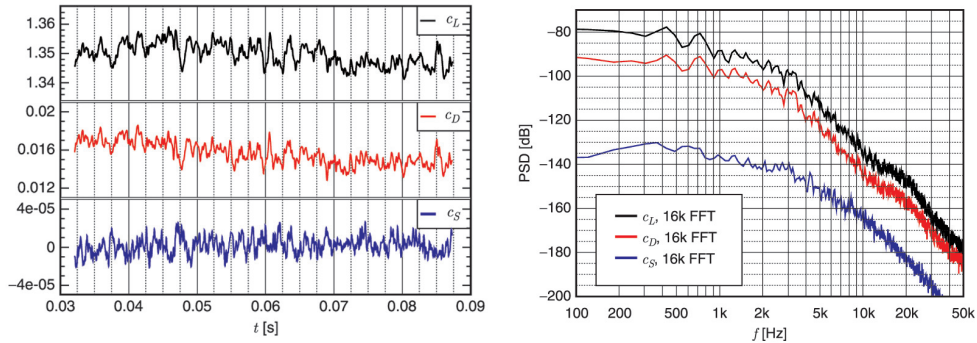 1.36
1.35
1.34
c_L
0.02
0.016
0.012
c_D
4e-05
0
−4e-05
c_S
0.03 0.04 0.05 0.06 0.07 0.08 0.09
t [s]
−80
−100
−120
−140
−160
−180
−200
PSD [dB]
c_L, 16k FFT
c_D, 16k FFT
c_S, 16k FFT
100 200 500 1k 2k 5k 10k 20k 50k
f [Hz]